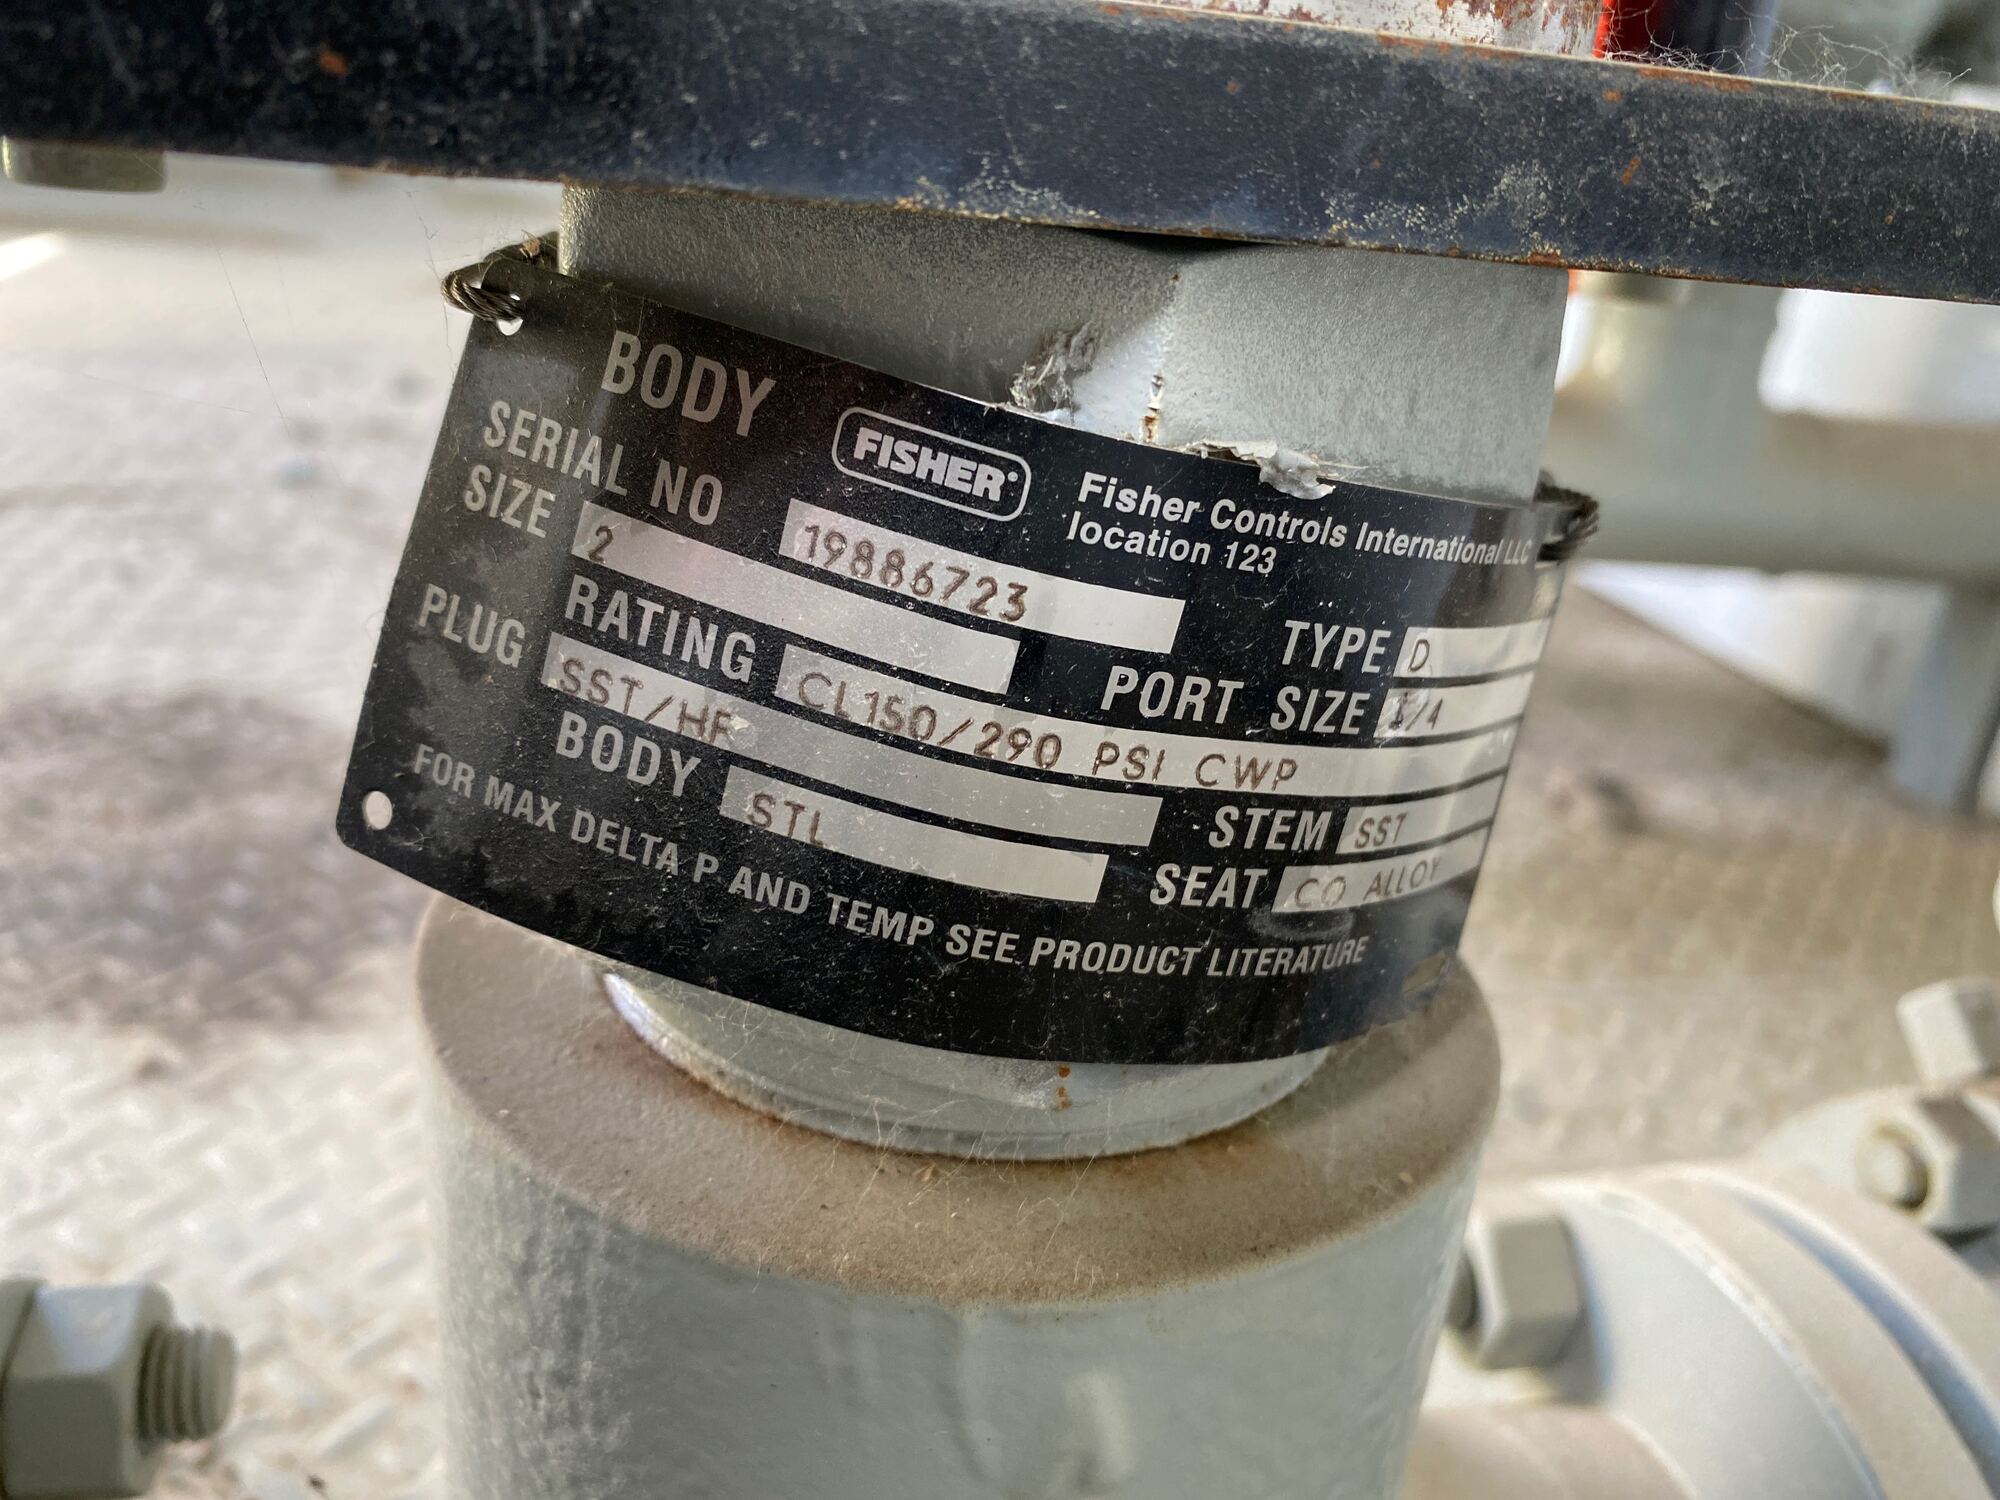 BODY
FISHER
Fisher Controls International LLC
location 123
SERIAL NO 19886723
TYPE D
SIZE 2
PORT SIZE /4
RATING CL150/290 PSI CWP
PLUG SST/HF
STEM SST
BODY STL
SEAT CO ALLOY
FOR MAX DELTA P AND TEMP SEE PRODUCT LITERATURE